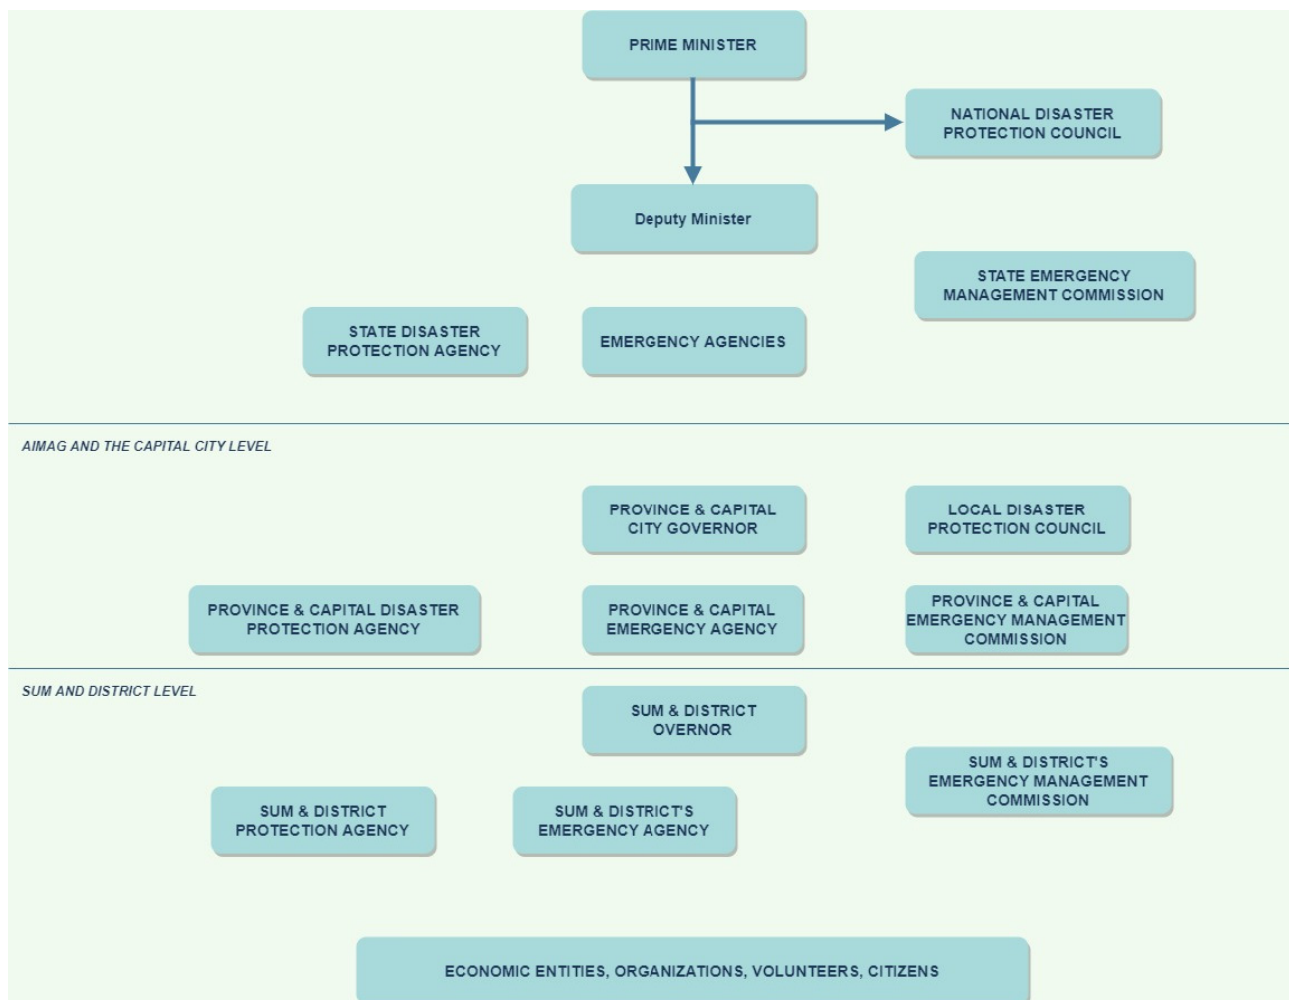 PRIME MINISTER
NATIONAL DISASTER
PROTECTION COUNCIL
Deputy Minister
STATE EMERGENCY
MANAGEMENT COMMISSION
STATE DISASTER
PROTECTION AGENCY
EMERGENCY AGENCIES
AIMAG AND THE CAPITAL CITY LEVEL
PROVINCE & CAPITAL
CITY GOVERNOR
LOCAL DISASTER
PROTECTION COUNCIL
PROVINCE & CAPITAL DISASTER
PROTECTION AGENCY
PROVINCE & CAPITAL
EMERGENCY AGENCY
PROVINCE & CAPITAL
EMERGENCY MANAGEMENT
COMMISSION
SUM AND DISTRICT LEVEL
SUM & DISTRICT
OVERNOR
SUM & DISTRICT'S
EMERGENCY MANAGEMENT
COMMISSION
SUM & DISTRICT
PROTECTION AGENCY
SUM & DISTRICT'S
EMERGENCY AGENCY
ECONOMIC ENTITIES, ORGANIZATIONS, VOLUNTEERS, CITIZENS